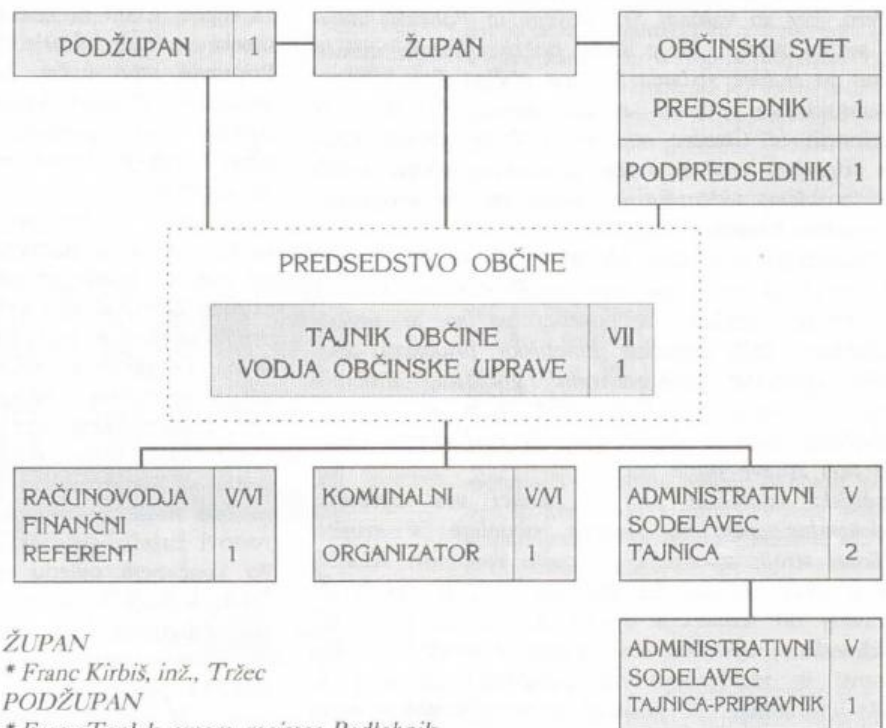 PODŽUPAN 1
ŽUPAN 1
OBČINSKI SVET
PREDSEDNIK 1
PODPREDSEDNIK 1
PREDSEDSTVO OBČINE
TAJNIK OBČINE VII
VODJA OBČINSKE UPRAVE 1
RAČUNOVODJA V/VI
FINANČNI
REFERENT 1
KOMUNALNI V/VI
ORGANIZATOR 1
ADMINISTRATIVNI V
SODELAVEC
TAJNICA 2
ADMINISTRATIVNI V
SODELAVEC
TAJNICA-PRIPRAVNIK 1
ŽUPAN
* Franc Kirbiš, inž., Tržec
PODŽUPAN